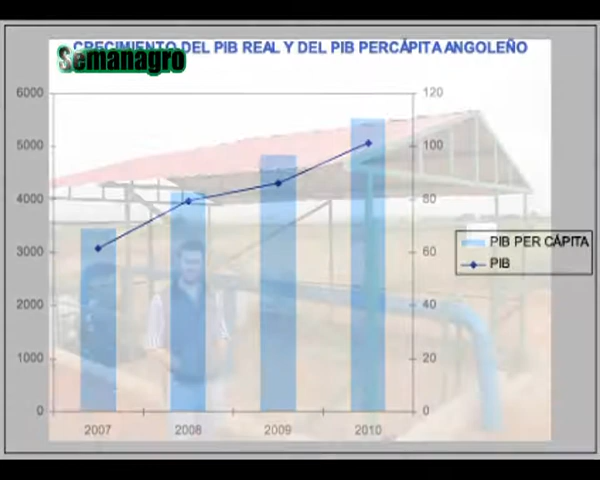 CRECIMIENTO DEL PIB REAL Y DEL PIB PERCÁPITA ANGOLEÑO
Semanagro
6000 120
5000 100
4000 80
3000 60
2000 40
1000 20
0 0
2007 2008 2009 2010
PIB PER CÁPITA
PIB